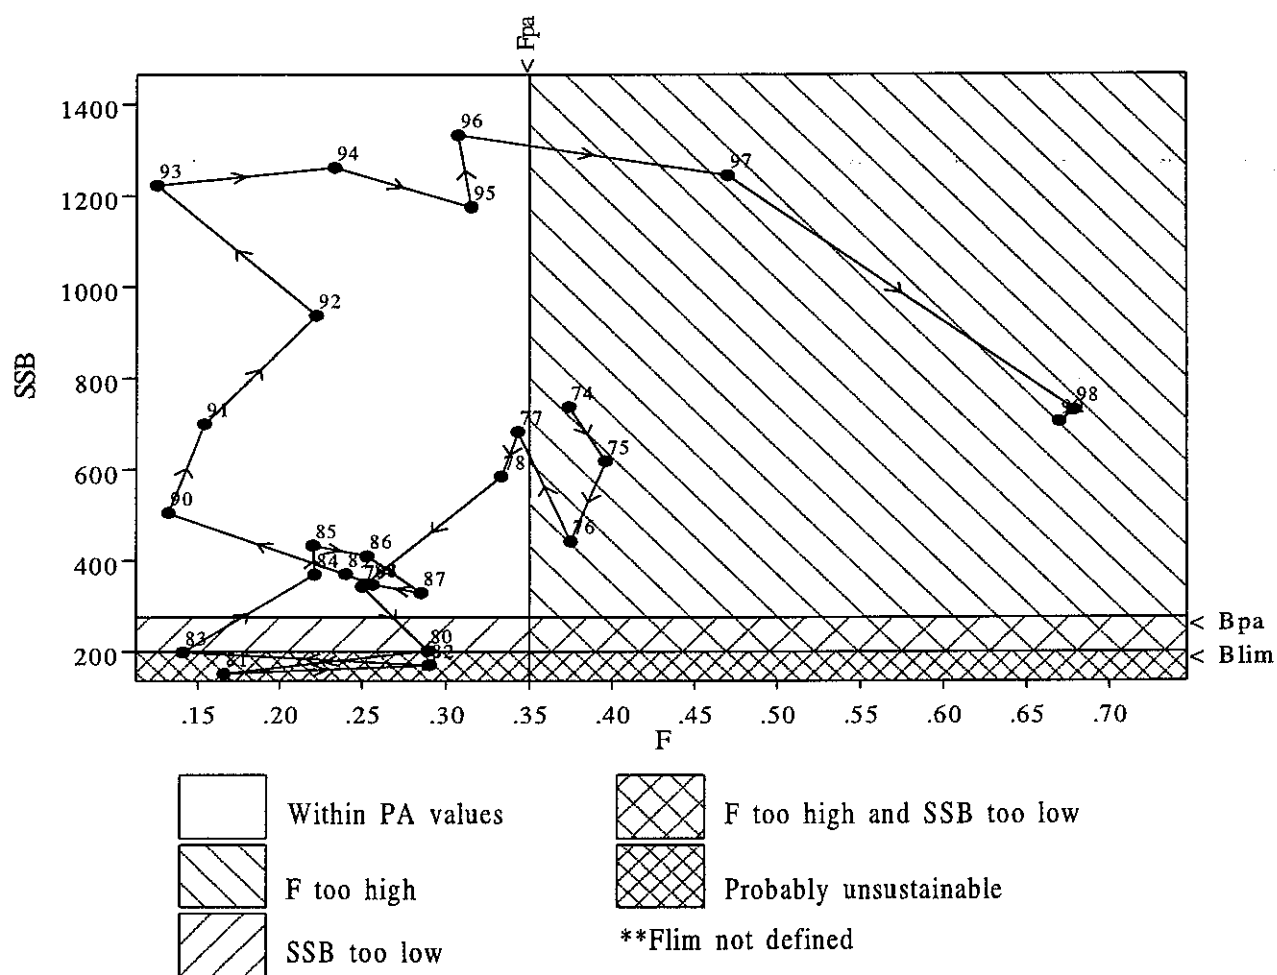 < Fpa
1400
1200
1000
800
600
400
200
SSB
96
94
93
95
97
92
98
74
91
77
75
78
90
76
85
86
84
87
83
80
81
< Bpa
< Blim
.15 .20 .25 .30 .35 .40 .45 .50 .55 .60 .65 .70
F
Within PA values
F too high
SSB too low
F too high and SSB too low
Probably unsustainable
**Flim not defined